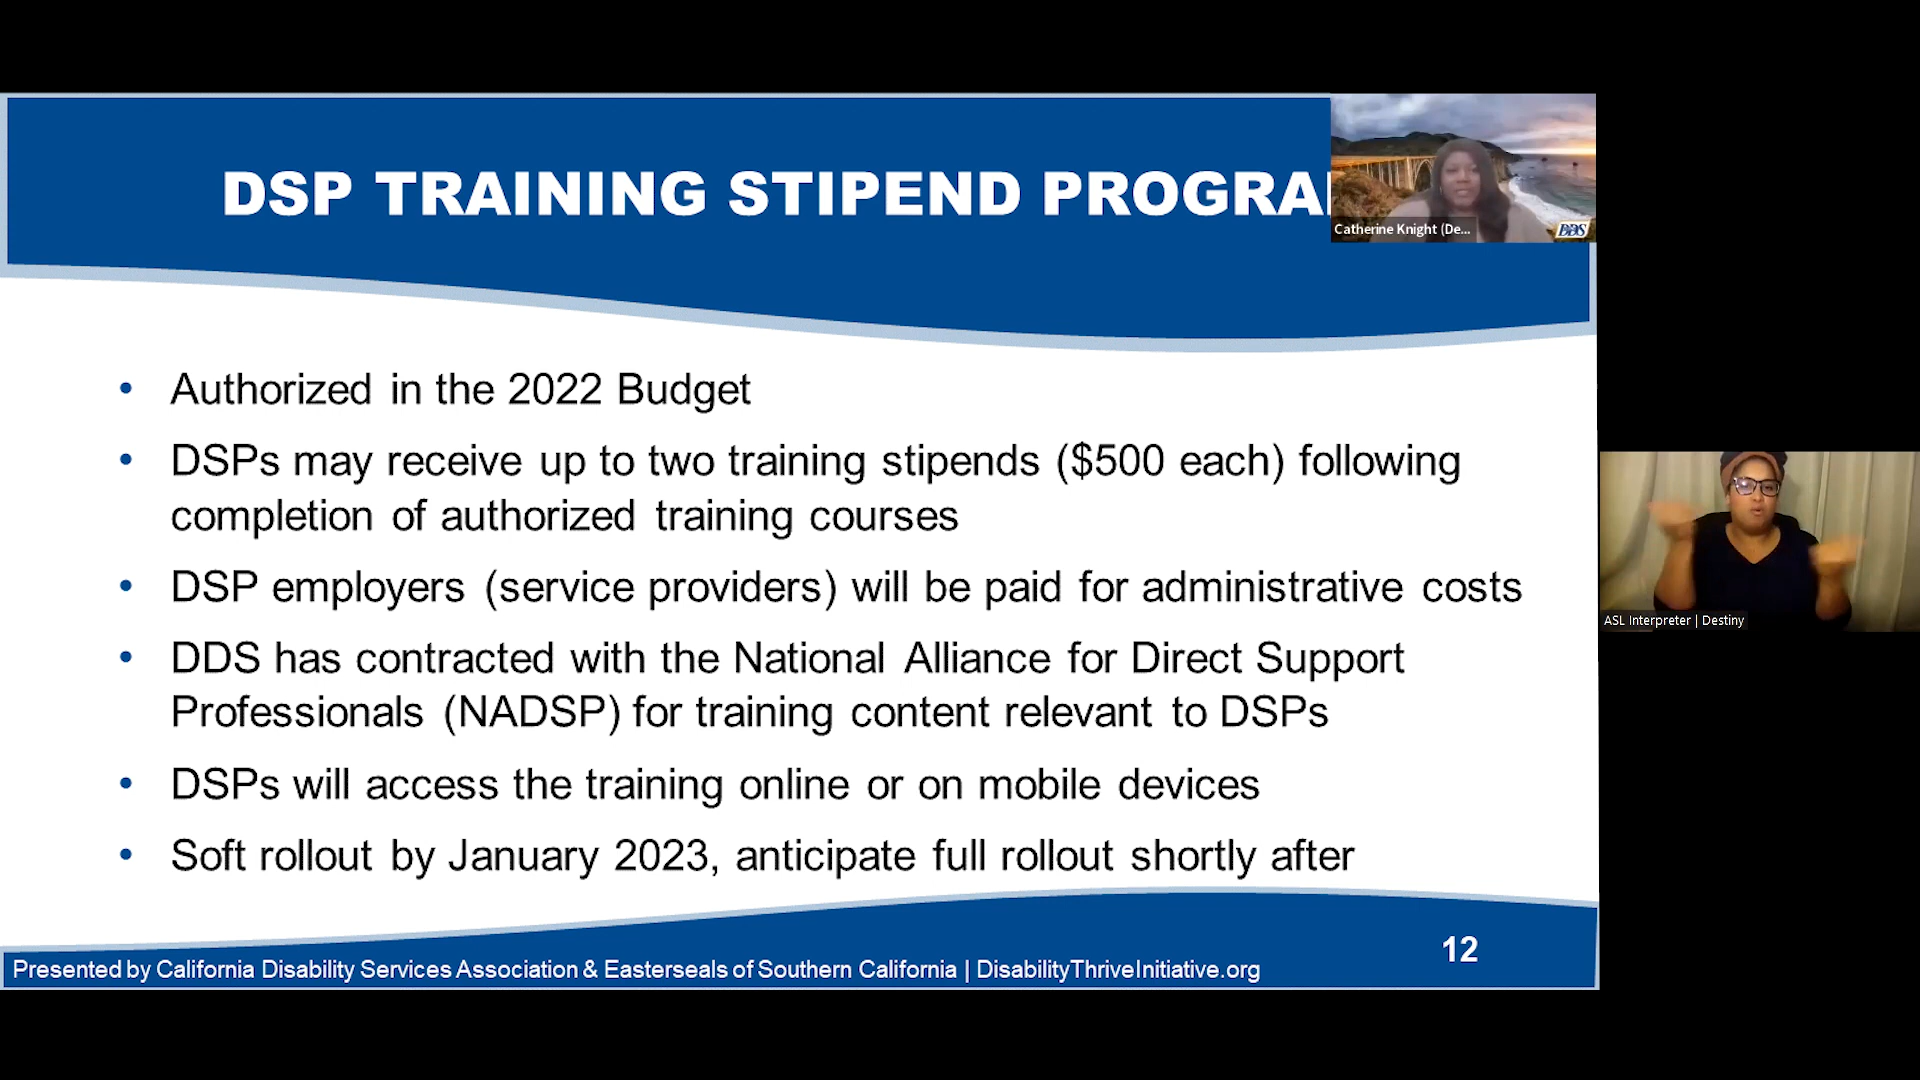 DSP TRAINING STIPEND PROGRA
Catherine Knight (De...
DDS
• Authorized in the 2022 Budget
• DSPs may receive up to two training stipends ($500 each) following
completion of authorized training courses
• DSP employers (service providers) will be paid for administrative costs
• DDS has contracted with the National Alliance for Direct Support
Professionals (NADSP) for training content relevant to DSPs
• DSPs will access the training online or on mobile devices
• Soft rollout by January 2023, anticipate full rollout shortly after
ASL Interpreter | Destiny
12
Presented by California Disability Services Association & Easterseals of Southern California | DisabilityThriveInitiative.org